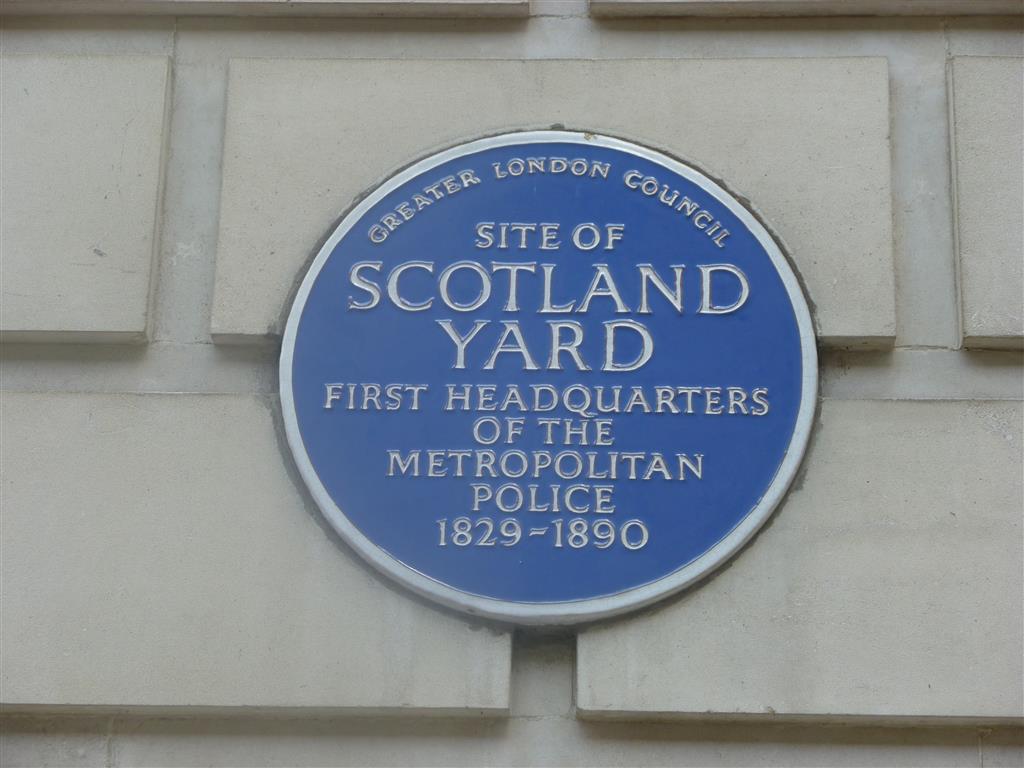 GREATER LONDON COUNCIL
SITE OF
SCOTLAND
YARD
FIRST HEADQUARTERS
OF THE
METROPOLITAN
POLICE
1829-1890